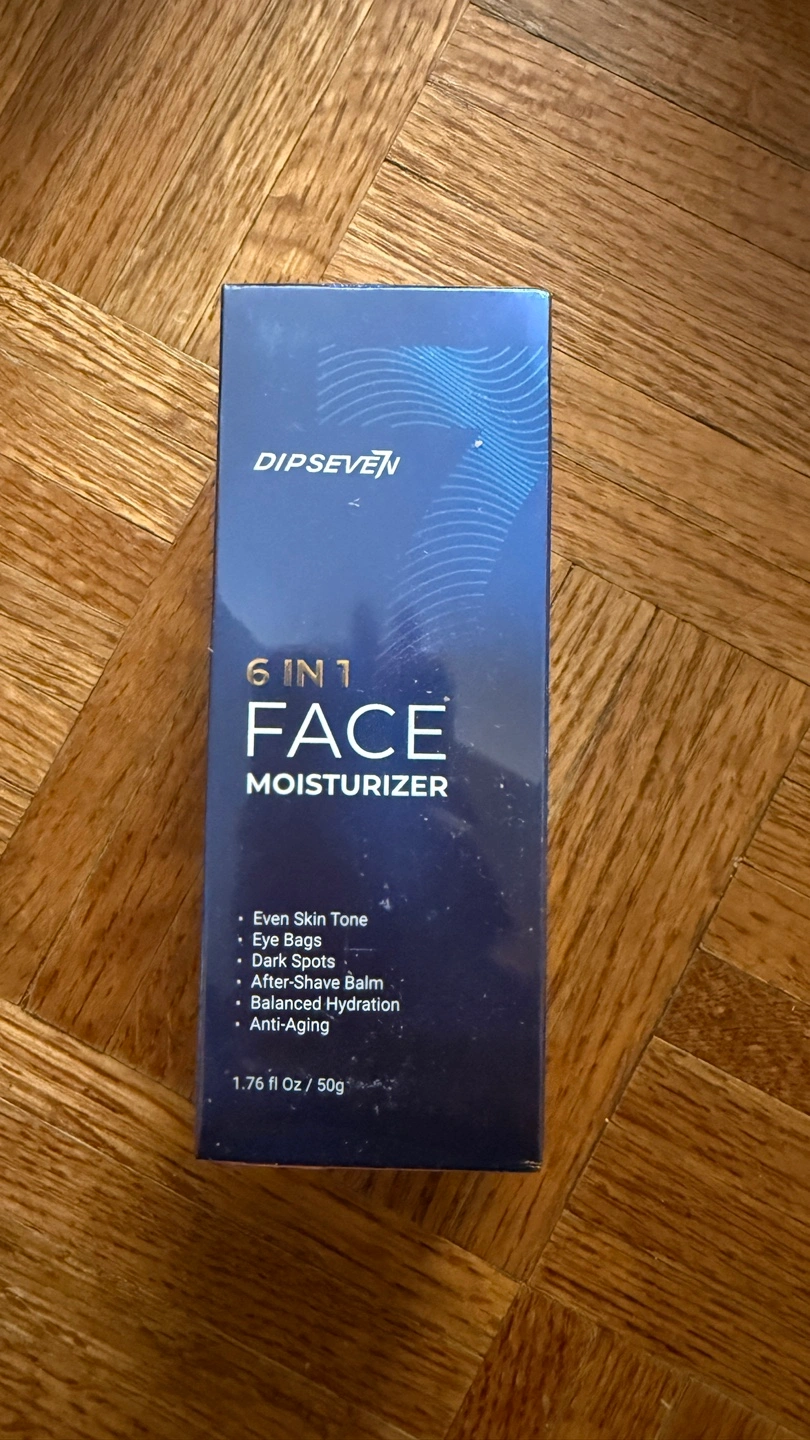 DIPSEVEN
6 IN 1
FACE
MOISTURIZER
• Even Skin Tone
• Eye Bags
• Dark Spots
• After-Shave Balm
• Balanced Hydration
• Anti-Aging
1.76 fl Oz / 50g